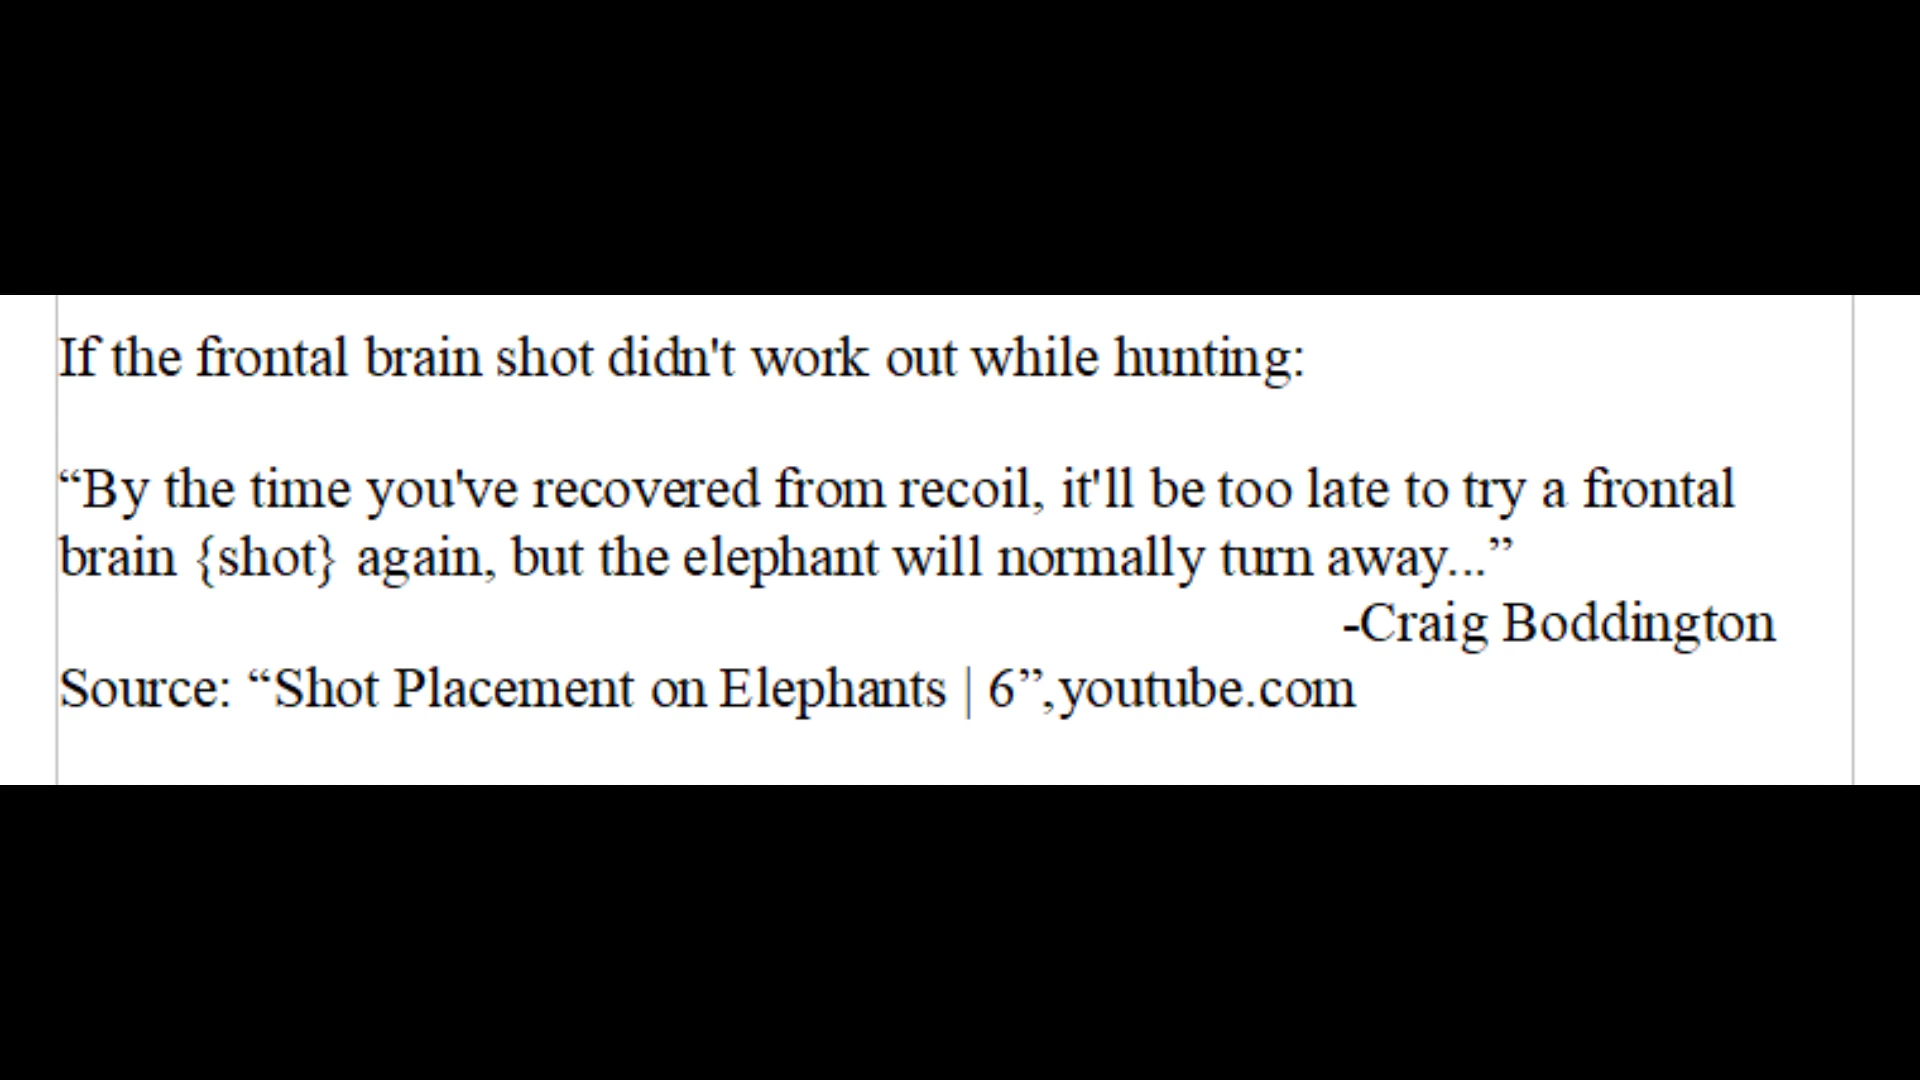 If the frontal brain shot didn't work out while hunting:
“By the time you've recovered from recoil, it'll be too late to try a frontal
brain {shot} again, but the elephant will normally turn away...”
-Craig Boddington
Source: “Shot Placement on Elephants | 6”,youtube.com